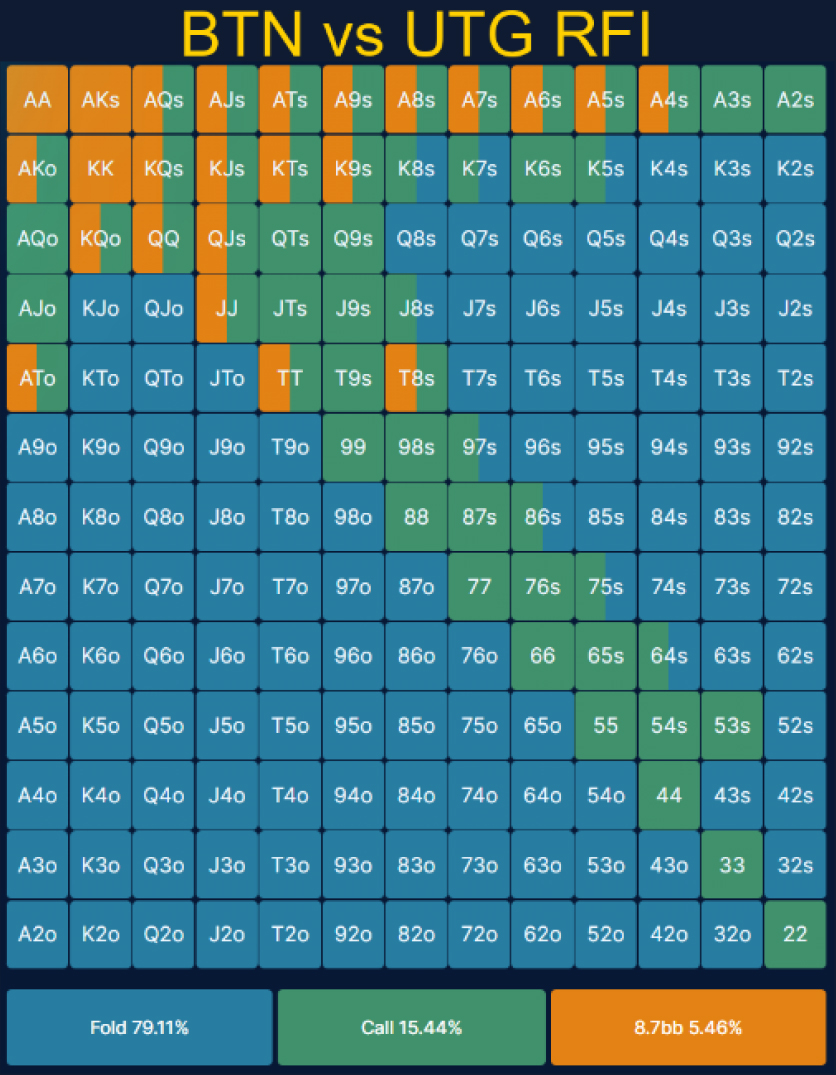 BTN vs UTG RFI
AA AKs AQs AJs ATs A9s A8s A7s A6s A5s A4s A3s A2s
AKo KK KQs KJs KTs K9s K8s K7s K6s K5s K4s K3s K2s
AQo KQo QQ QJs QTs Q9s Q8s Q7s Q6s Q5s Q4s Q3s Q2s
AJo KJo QJo JJ JTs J9s J8s J7s J6s J5s J4s J3s J2s
ATo KTo QTo JTo TT T9s T8s T7s T6s T5s T4s T3s T2s
A9o K9o Q9o J9o T9o 99 98s 97s 96s 95s 94s 93s 92s
A8o K8o Q8o J8o T8o 98o 88 87s 86s 85s 84s 83s 82s
A7o K7o Q7o J7o T7o 97o 87o 77 76s 75s 74s 73s 72s
A6o K6o Q6o J6o T6o 96o 86o 76o 66 65s 64s 63s 62s
A5o K5o Q5o J5o T5o 95o 85o 75o 65o 55 54s 53s 52s
A4o K4o Q4o J4o T4o 94o 84o 74o 64o 54o 44 43s 42s
A3o K3o Q3o J3o T3o 93o 83o 73o 63o 53o 43o 33 32s
A2o K2o Q2o J2o T2o 92o 82o 72o 62o 52o 42o 32o 22
Fold 79.11% Call 15.44% 8.7bb 5.46%